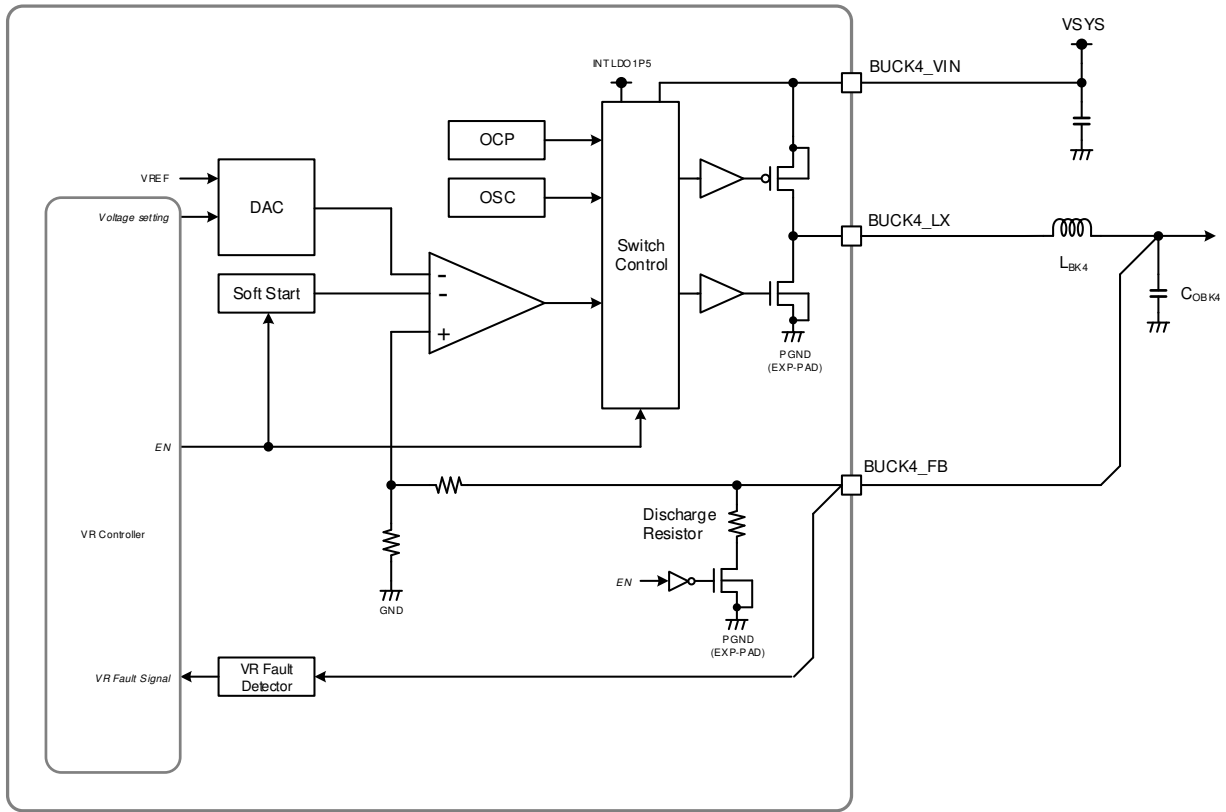 VSYS
INTLDO1P5
BUCK4_VIN
OCP
VREF
DAC
OSC
Voltage setting
BUCK4_LX
Switch
Control
LBK4
-
-
Soft Start
COBK4
+
PGND
(EXP-PAD)
EN
BUCK4_FB
Discharge
Resistor
VR Controller
EN
GND
PGND
(EXP-PAD)
VR Fault Signal
VR Fault
Detector